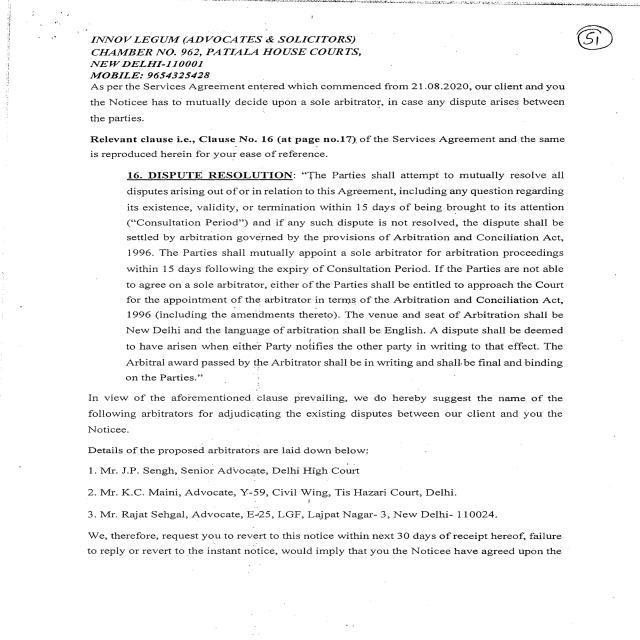 51
INNOV LEGUM (ADVOCATES & SOLICITORS)
CHAMBER NO. 962, PATIALA HOUSE COURTS,
NEW DELHI-110001
MOBILE: 9654325428
As per the Services Agreement entered which commenced from 21.08.2020, our client and you
the Noticee has to mutually decide upon a sole arbitrator, in case any dispute arises between
the parties.
Relevant clause i.e., Clause No. 16 (at page no.17) of the Services Agreement and the same
is reproduced herein for your ease of reference.
16. DISPUTE RESOLUTION: “The Parties shall attempt to mutually resolve all
disputes arising out of or in relation to this Agreement, including any question regarding
its existence, validity, or termination within 15 days of being brought to its attention
(“Consultation Period”) and if any such dispute is not resolved, the dispute shall be
settled by arbitration governed by the provisions of Arbitration and Conciliation Act,
1996. The Parties shall mutually appoint a sole arbitrator for arbitration proceedings
within 15 days following the expiry of Consultation Period. If the Parties are not able
to agree on a sole arbitrator, either of the Parties shall be entitled to approach the Court
for the appointment of the arbitrator in terms of the Arbitration and Conciliation Act,
1996 (including the amendments thereto). The venue and seat of Arbitration shall be
New Delhi and the language of arbitration shall be English. A dispute shall be deemed
to have arisen when either Party notifies the other party in writing to that effect. The
Arbitral award passed by the Arbitrator shall be in writing and shall be final and binding
on the Parties.”
In view of the aforementioned clause prevailing, we do hereby suggest the name of the
following arbitrators for adjudicating the existing disputes between our client and you the
Noticee.
Details of the proposed arbitrators are laid down below:
1. Mr. J.P. Sengh, Senior Advocate, Delhi High Court
2. Mr. K.C. Maini, Advocate, Y-59, Civil Wing, Tis Hazari Court, Delhi.
3. Mr. Rajat Sehgal, Advocate, E-25, LGF, Lajpat Nagar- 3, New Delhi- 110024.
We, therefore, request you to revert to this notice within next 30 days of receipt hereof, failure
to reply or revert to the instant notice, would imply that you the Noticee have agreed upon the